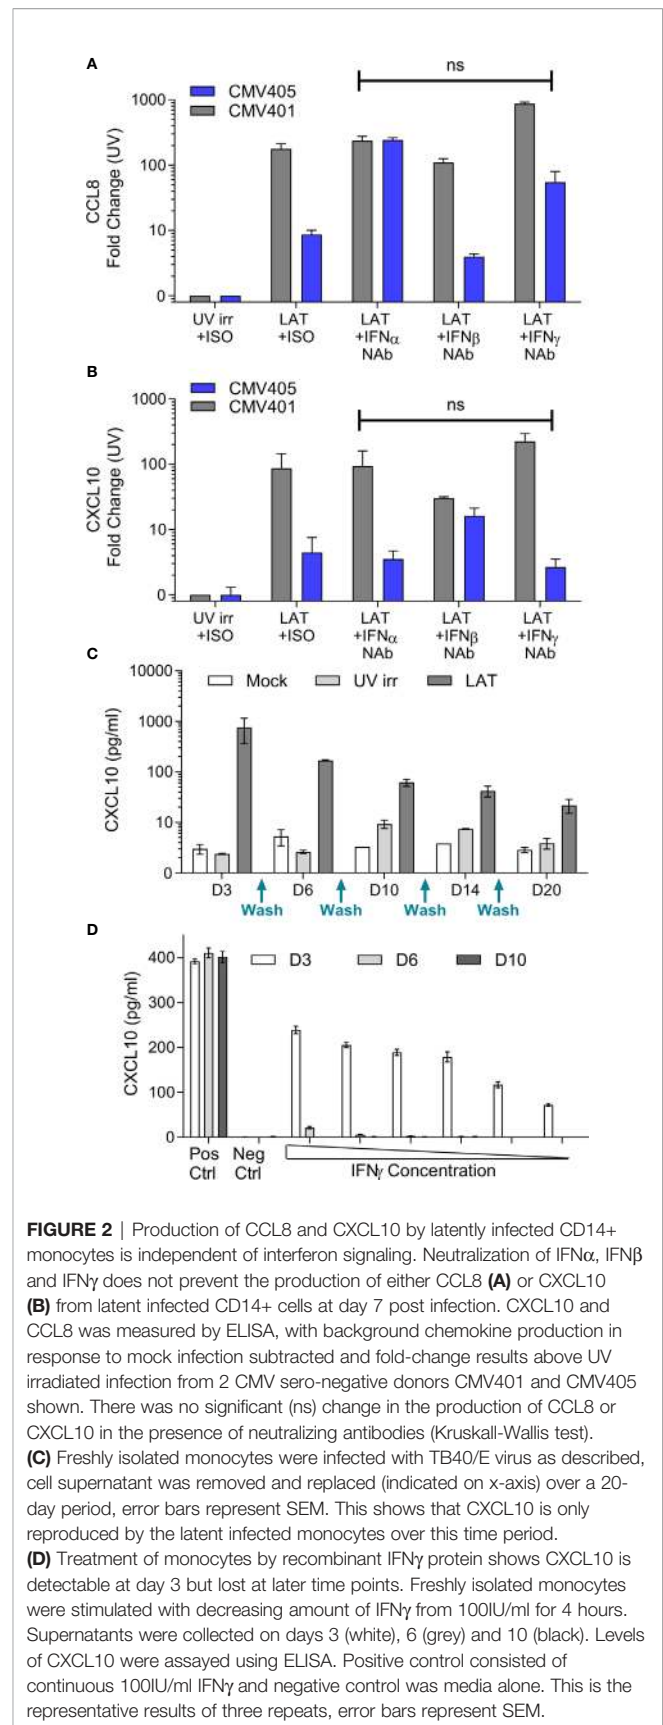 A
ns
CMV405
CMV401
1000
100
10
0
CCL8
Fold Change (UV)
UV irr
+ISO
LAT
+ISO
LAT
+IFNα
NAb
LAT
+IFNβ
NAb
LAT
+IFNγ
NAb
B
CMV405
CMV401
ns
1000
100
10
0
CXCL10
Fold Change (UV)
UV irr
+ISO
LAT
+ISO
LAT
+IFNα
NAb
LAT
+IFNβ
NAb
LAT
+IFNγ
NAb
C
10000
1000
100
10
0
CXCL10 (pg/ml)
Mock UV irr LAT
D3 D6 D10 D14 D20
Wash Wash Wash Wash
D
400
300
200
100
0
CXCL10 (pg/ml)
D3 D6 D10
Pos
Ctrl
Neg
Ctrl
IFNγ Concentration
FIGURE 2 | Production of CCL8 and CXCL10 by latently infected CD14+
monocytes is independent of interferon signaling. Neutralization of IFNα, IFNβ
and IFNγ does not prevent the production of either CCL8 (A) or CXCL10
(B) from latent infected CD14+ cells at day 7 post infection. CXCL10 and
CCL8 was measured by ELISA, with background chemokine production in
response to mock infection subtracted and fold-change results above UV
irradiated infection from 2 CMV sero-negative donors CMV401 and CMV405
shown. There was no significant (ns) change in the production of CCL8 or
CXCL10 in the presence of neutralizing antibodies (Kruskall-Wallis test).
(C) Freshly isolated monocytes were infected with TB40/E virus as described,
cell supernatant was removed and replaced (indicated on x-axis) over a 20-
day period, error bars represent SEM. This shows that CXCL10 is only
reproduced by the latent infected monocytes over this time period.
(D) Treatment of monocytes by recombinant IFNγ protein shows CXCL10 is
detectable at day 3 but lost at later time points. Freshly isolated monocytes
were stimulated with decreasing amount of IFNγ from 100IU/ml for 4 hours.
Supernatants were collected on days 3 (white), 6 (grey) and 10 (black). Levels
of CXCL10 were assayed using ELISA. Positive control consisted of
continuous 100IU/ml IFNγ and negative control was media alone. This is the
representative results of three repeats, error bars represent SEM.